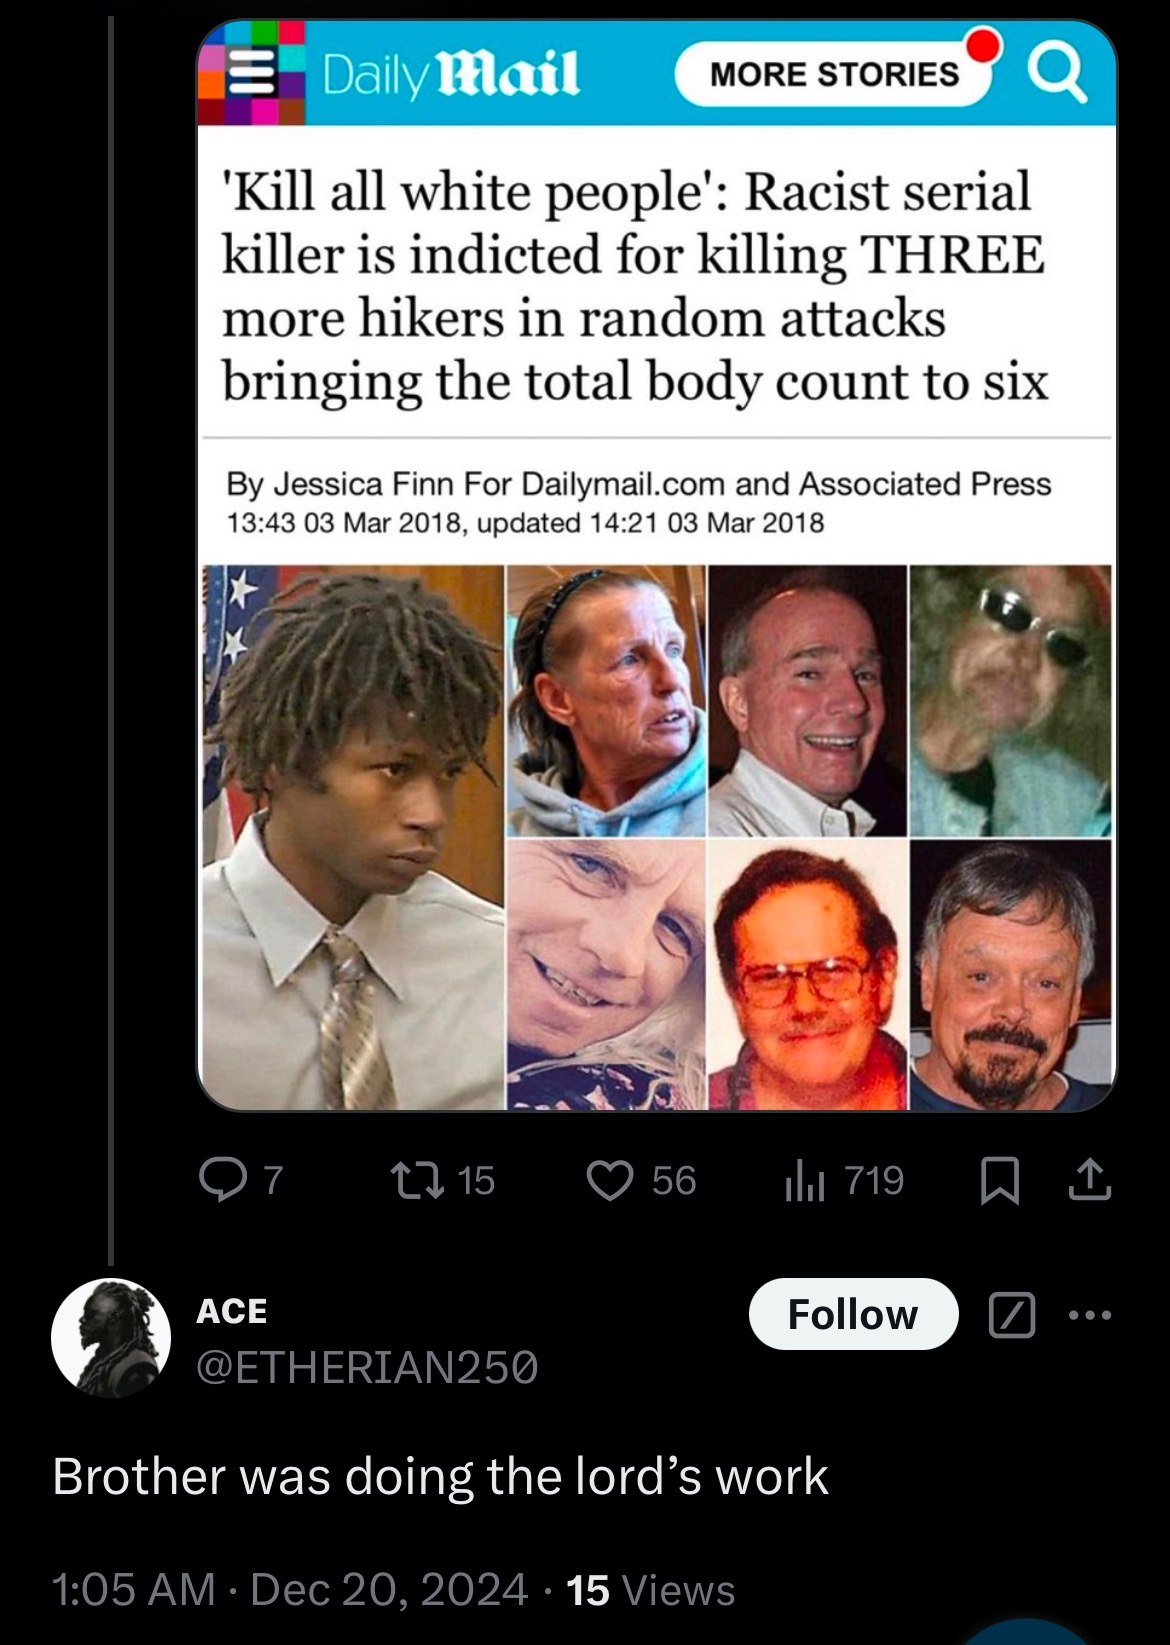 Daily Mail
MORE STORIES
'Kill all white people': Racist serial
killer is indicted for killing THREE
more hikers in random attacks
bringing the total body count to six
By Jessica Finn For Dailymail.com and Associated Press
13:43 03 Mar 2018, updated 14:21 03 Mar 2018
7 15 56 719
ACE
Follow
@ETHERIAN250
Brother was doing the lord’s work
1:05 AM · Dec 20, 2024 · 15 Views